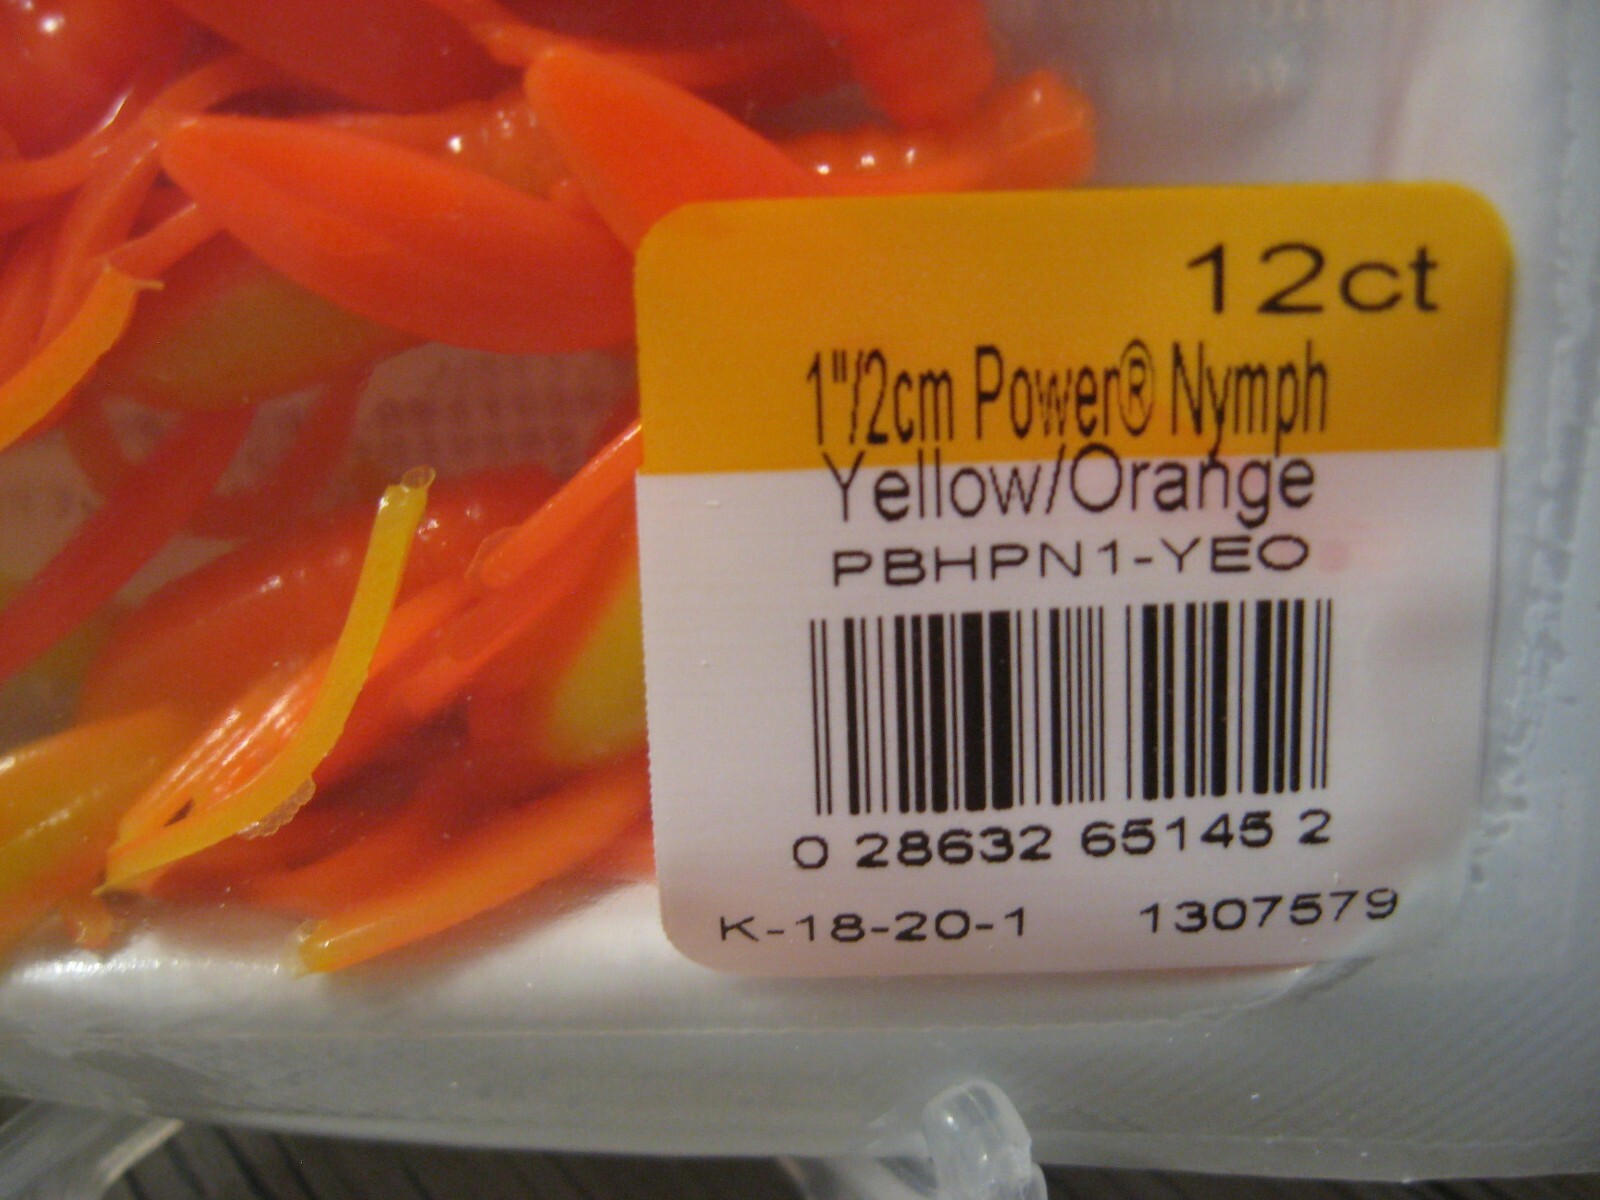 12ct
1"/2cm Power® Nymph
Yellow/Orange
PBHPN1-YEO
0 28632 65145 2
K-18-20-1 1307579